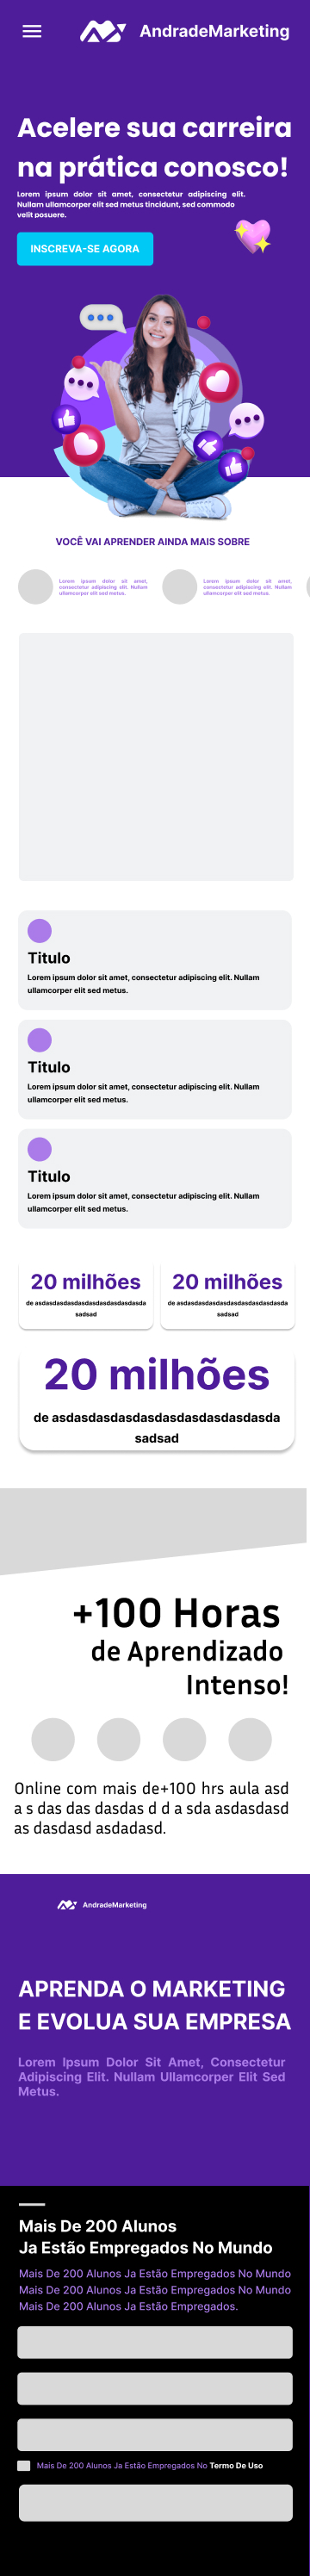 AndradeMarketing
Acelere sua carreira
na prática conosco!
Lorem ipsum dolor sit amet, consectetur adipiscing elit.
Nullam ullamcorper elit sed metus tincidunt, sed commodo
velit posuere.
INSCREVA-SE AGORA
VOCÊ VAI APRENDER AINDA MAIS SOBRE
Lorem ipsum dolor sit amet,
consectetur adipiscing elit. Nullam
ullamcorper elit sed metus.
Lorem ipsum dolor sit amet,
consectetur adipiscing elit. Nullam
ullamcorper elit sed metus.
Titulo
Lorem ipsum dolor sit amet, consectetur adipiscing elit. Nullam
ullamcorper elit sed metus.
Titulo
Lorem ipsum dolor sit amet, consectetur adipiscing elit. Nullam
ullamcorper elit sed metus.
Titulo
Lorem ipsum dolor sit amet, consectetur adipiscing elit. Nullam
ullamcorper elit sed metus.
20 milhões
de asdasdasdasdasdasdasdasdasdasda
sadsad
20 milhões
de asdasdasdasdasdasdasdasdasdasda
sadsad
20 milhões
de asdasdasdasdasdasdasdasdasdasda
sadsad
+100 Horas
de Aprendizado
Intenso!
Online com mais de+100 hrs aula asd
a s das das dasdas d d a sda asdasdasd
as dasdasd asdadasd.
AndradeMarketing
APRENDA O MARKETING
E EVOLUA SUA EMPRESA
Lorem Ipsum Dolor Sit Amet, Consectetur
Adipiscing Elit. Nullam Ullamcorper Elit Sed
Metus.
Mais De 200 Alunos
Ja Estão Empregados No Mundo
Mais De 200 Alunos Ja Estão Empregados No Mundo
Mais De 200 Alunos Ja Estão Empregados No Mundo
Mais De 200 Alunos Ja Estão Empregados.
Mais De 200 Alunos Ja Estão Empregados No Termo De Uso